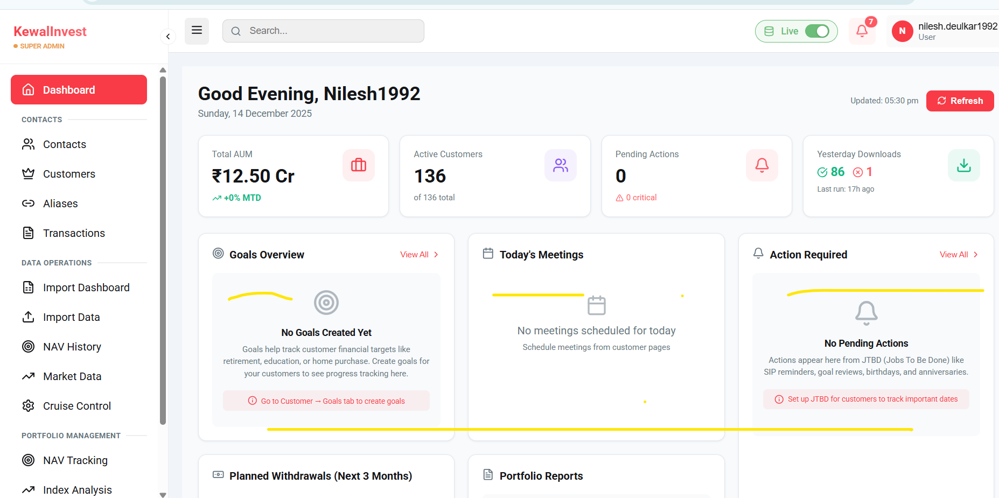 KewalInvest
SUPER ADMIN
Dashboard
CONTACTS
Contacts
Customers
Aliases
Transactions
DATA OPERATIONS
Import Dashboard
Import Data
NAV History
Market Data
Cruise Control
PORTFOLIO MANAGEMENT
NAV Tracking
Index Analysis
Search...
Live
7
N
nilesh.deulkar1992
User
Good Evening, Nilesh1992
Sunday, 14 December 2025
Updated: 05:30 pm
Refresh
Total AUM
₹12.50 Cr
+0% MTD
Active Customers
136
of 136 total
Pending Actions
0
0 critical
Yesterday Downloads
86 1
Last run: 17h ago
Goals Overview
View All
No Goals Created Yet
Goals help track customer financial targets like
retirement, education, or home purchase. Create goals for
your customers to see progress tracking here.
Go to Customer → Goals tab to create goals
Today's Meetings
No meetings scheduled for today
Schedule meetings from customer pages
Action Required
View All
No Pending Actions
Actions appear here from JTBD (Jobs To Be Done) like
SIP reminders, goal reviews, birthdays, and anniversaries.
Set up JTBD for customers to track important dates
Planned Withdrawals (Next 3 Months)
Portfolio Reports